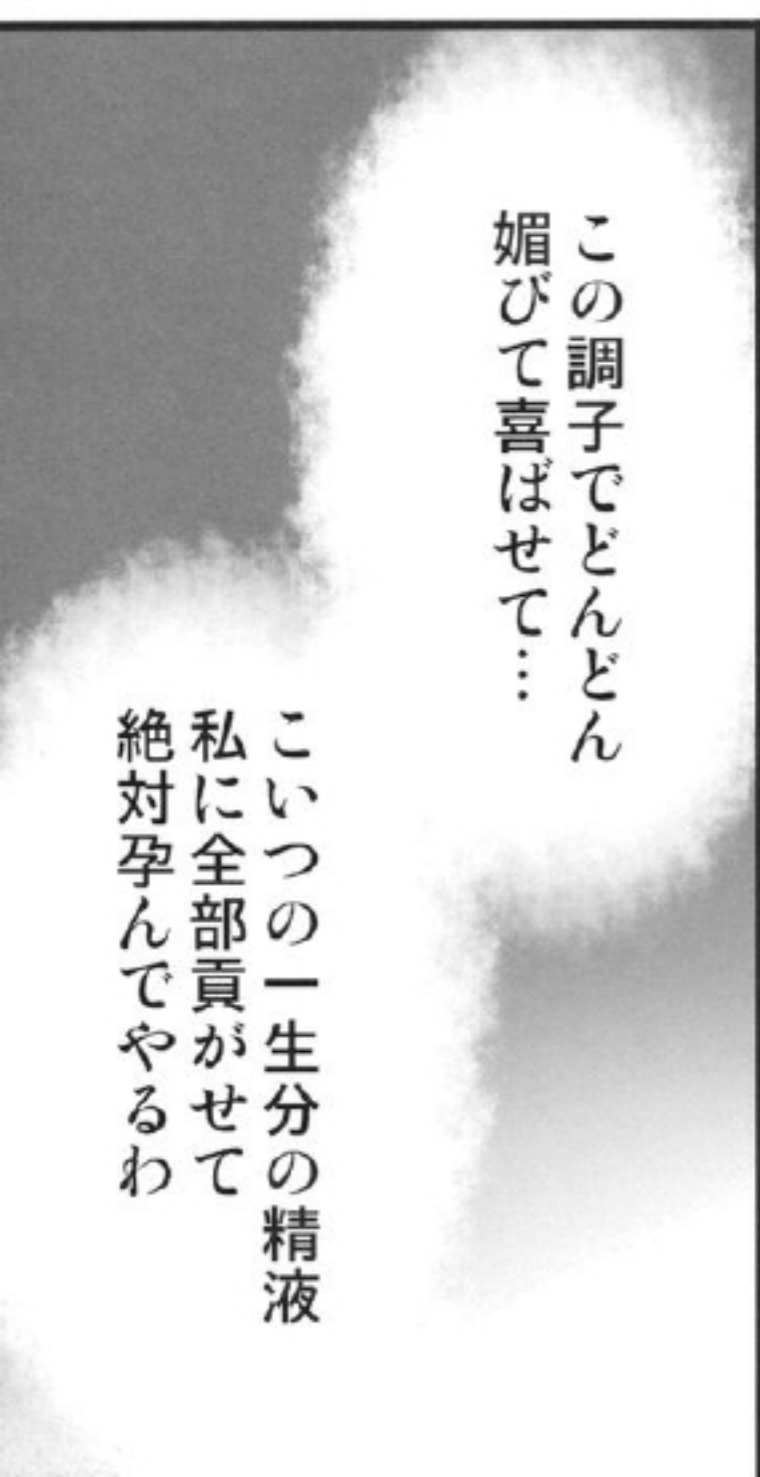 この調子でどんどん
媚びて喜ばせて…
こいつの一生分の精液
私に全部貢がせて
絶対孕んでやるわ